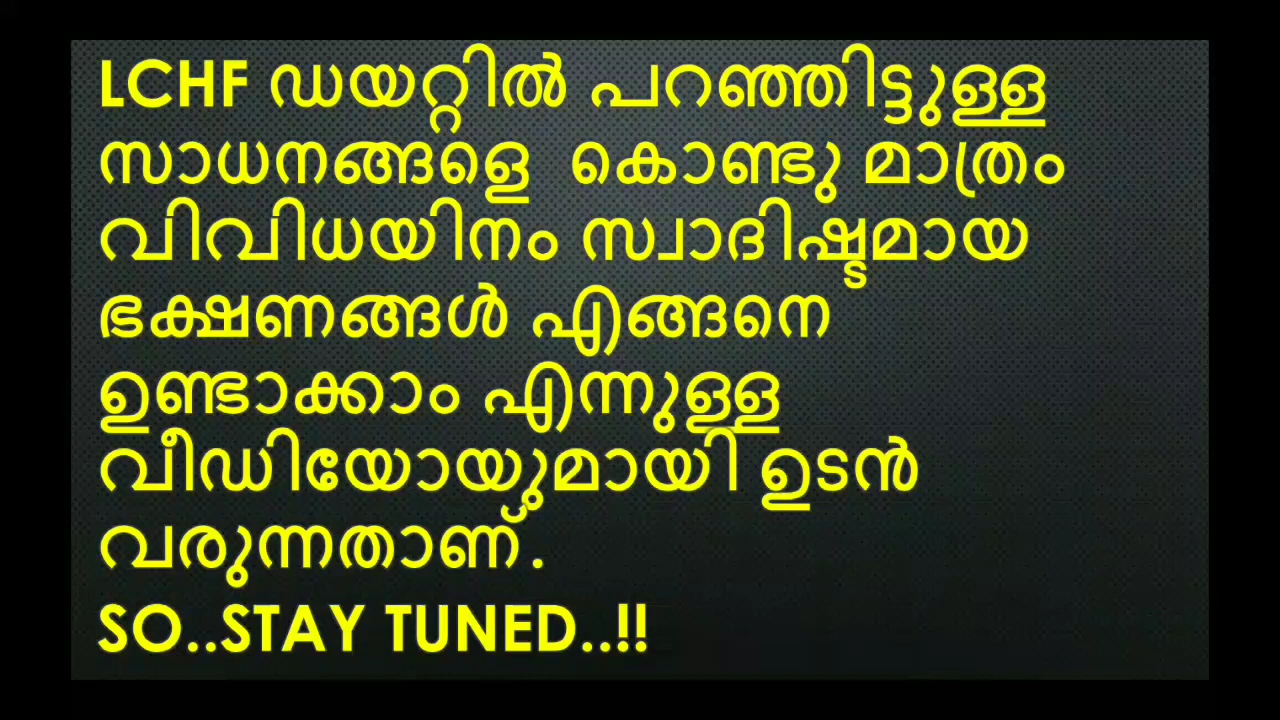 LCHF ഡയറ്റിൽ പറഞ്ഞിട്ടുള്ള
സാധനങ്ങളെ കൊണ്ടു മാത്രം
വിവിധയിനം സ്വാദിഷ്ടമായ
ഭക്ഷണങ്ങൾ എങ്ങനെ
ഉണ്ടാക്കാം എന്നുള്ള
വീഡിയോയുമായി ഉടൻ
വരുന്നതാണ്.
SO..STAY TUNED..!!